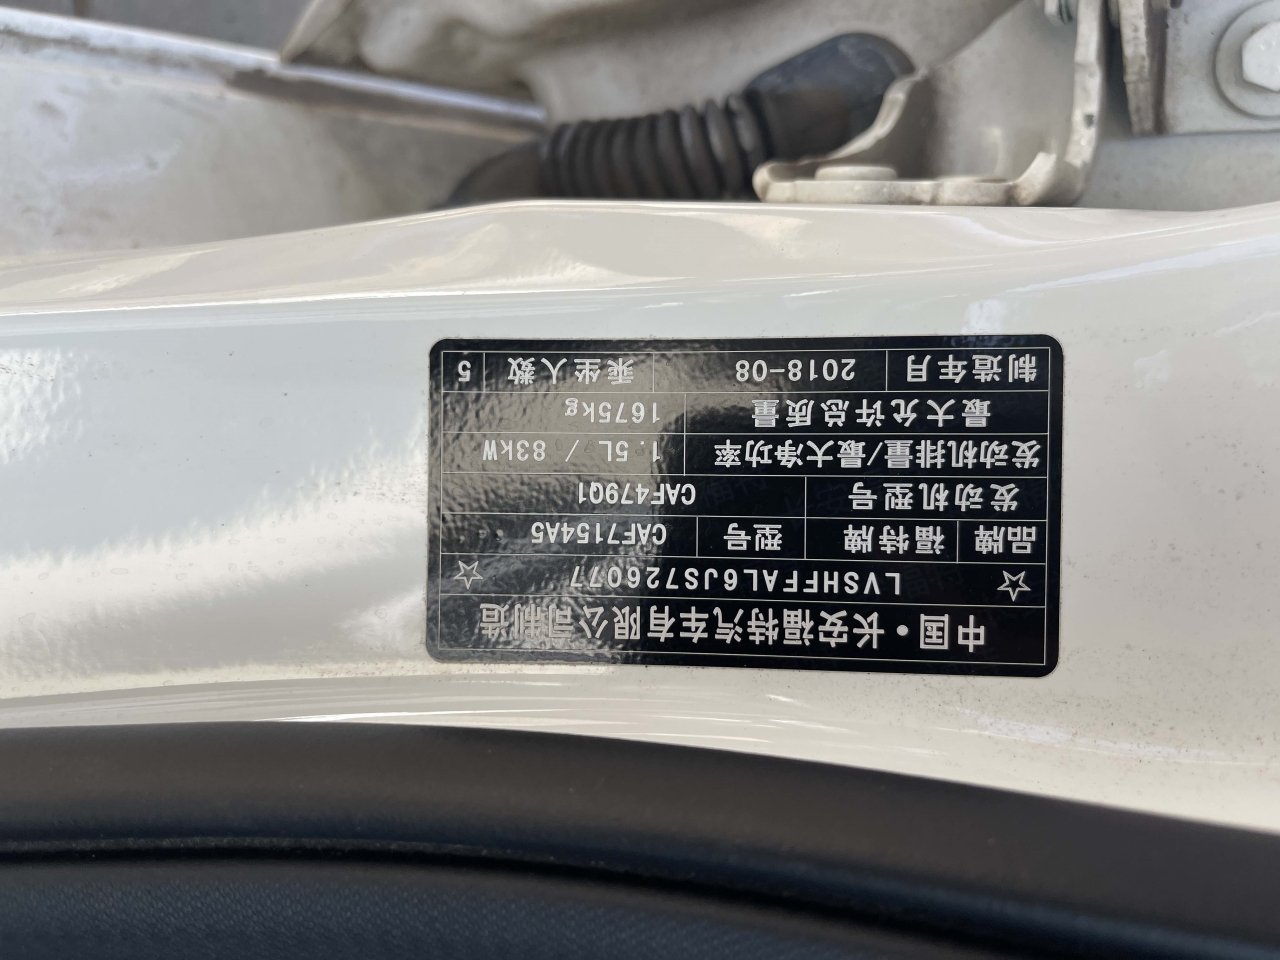 中国·长安福特汽车有限公司制造
☆ LVSHFFAL6JS726077 ☆
品牌 福特牌 型号 CAF7154A5
发动机型号 CAF479Q1
发动机排量/最大净功率 1.5L / 83kW
最大允许总质量 1675kg
制造年月 2018-08 乘坐人数 5